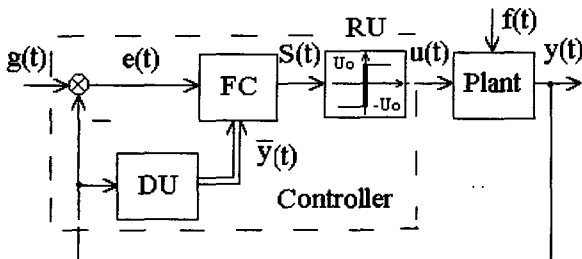 RU
f(t)
g(t)
e(t)
S(t)
Uo
-Uo
u(t)
y(t)
FC
Plant
ȳ(t)
DU
Controller